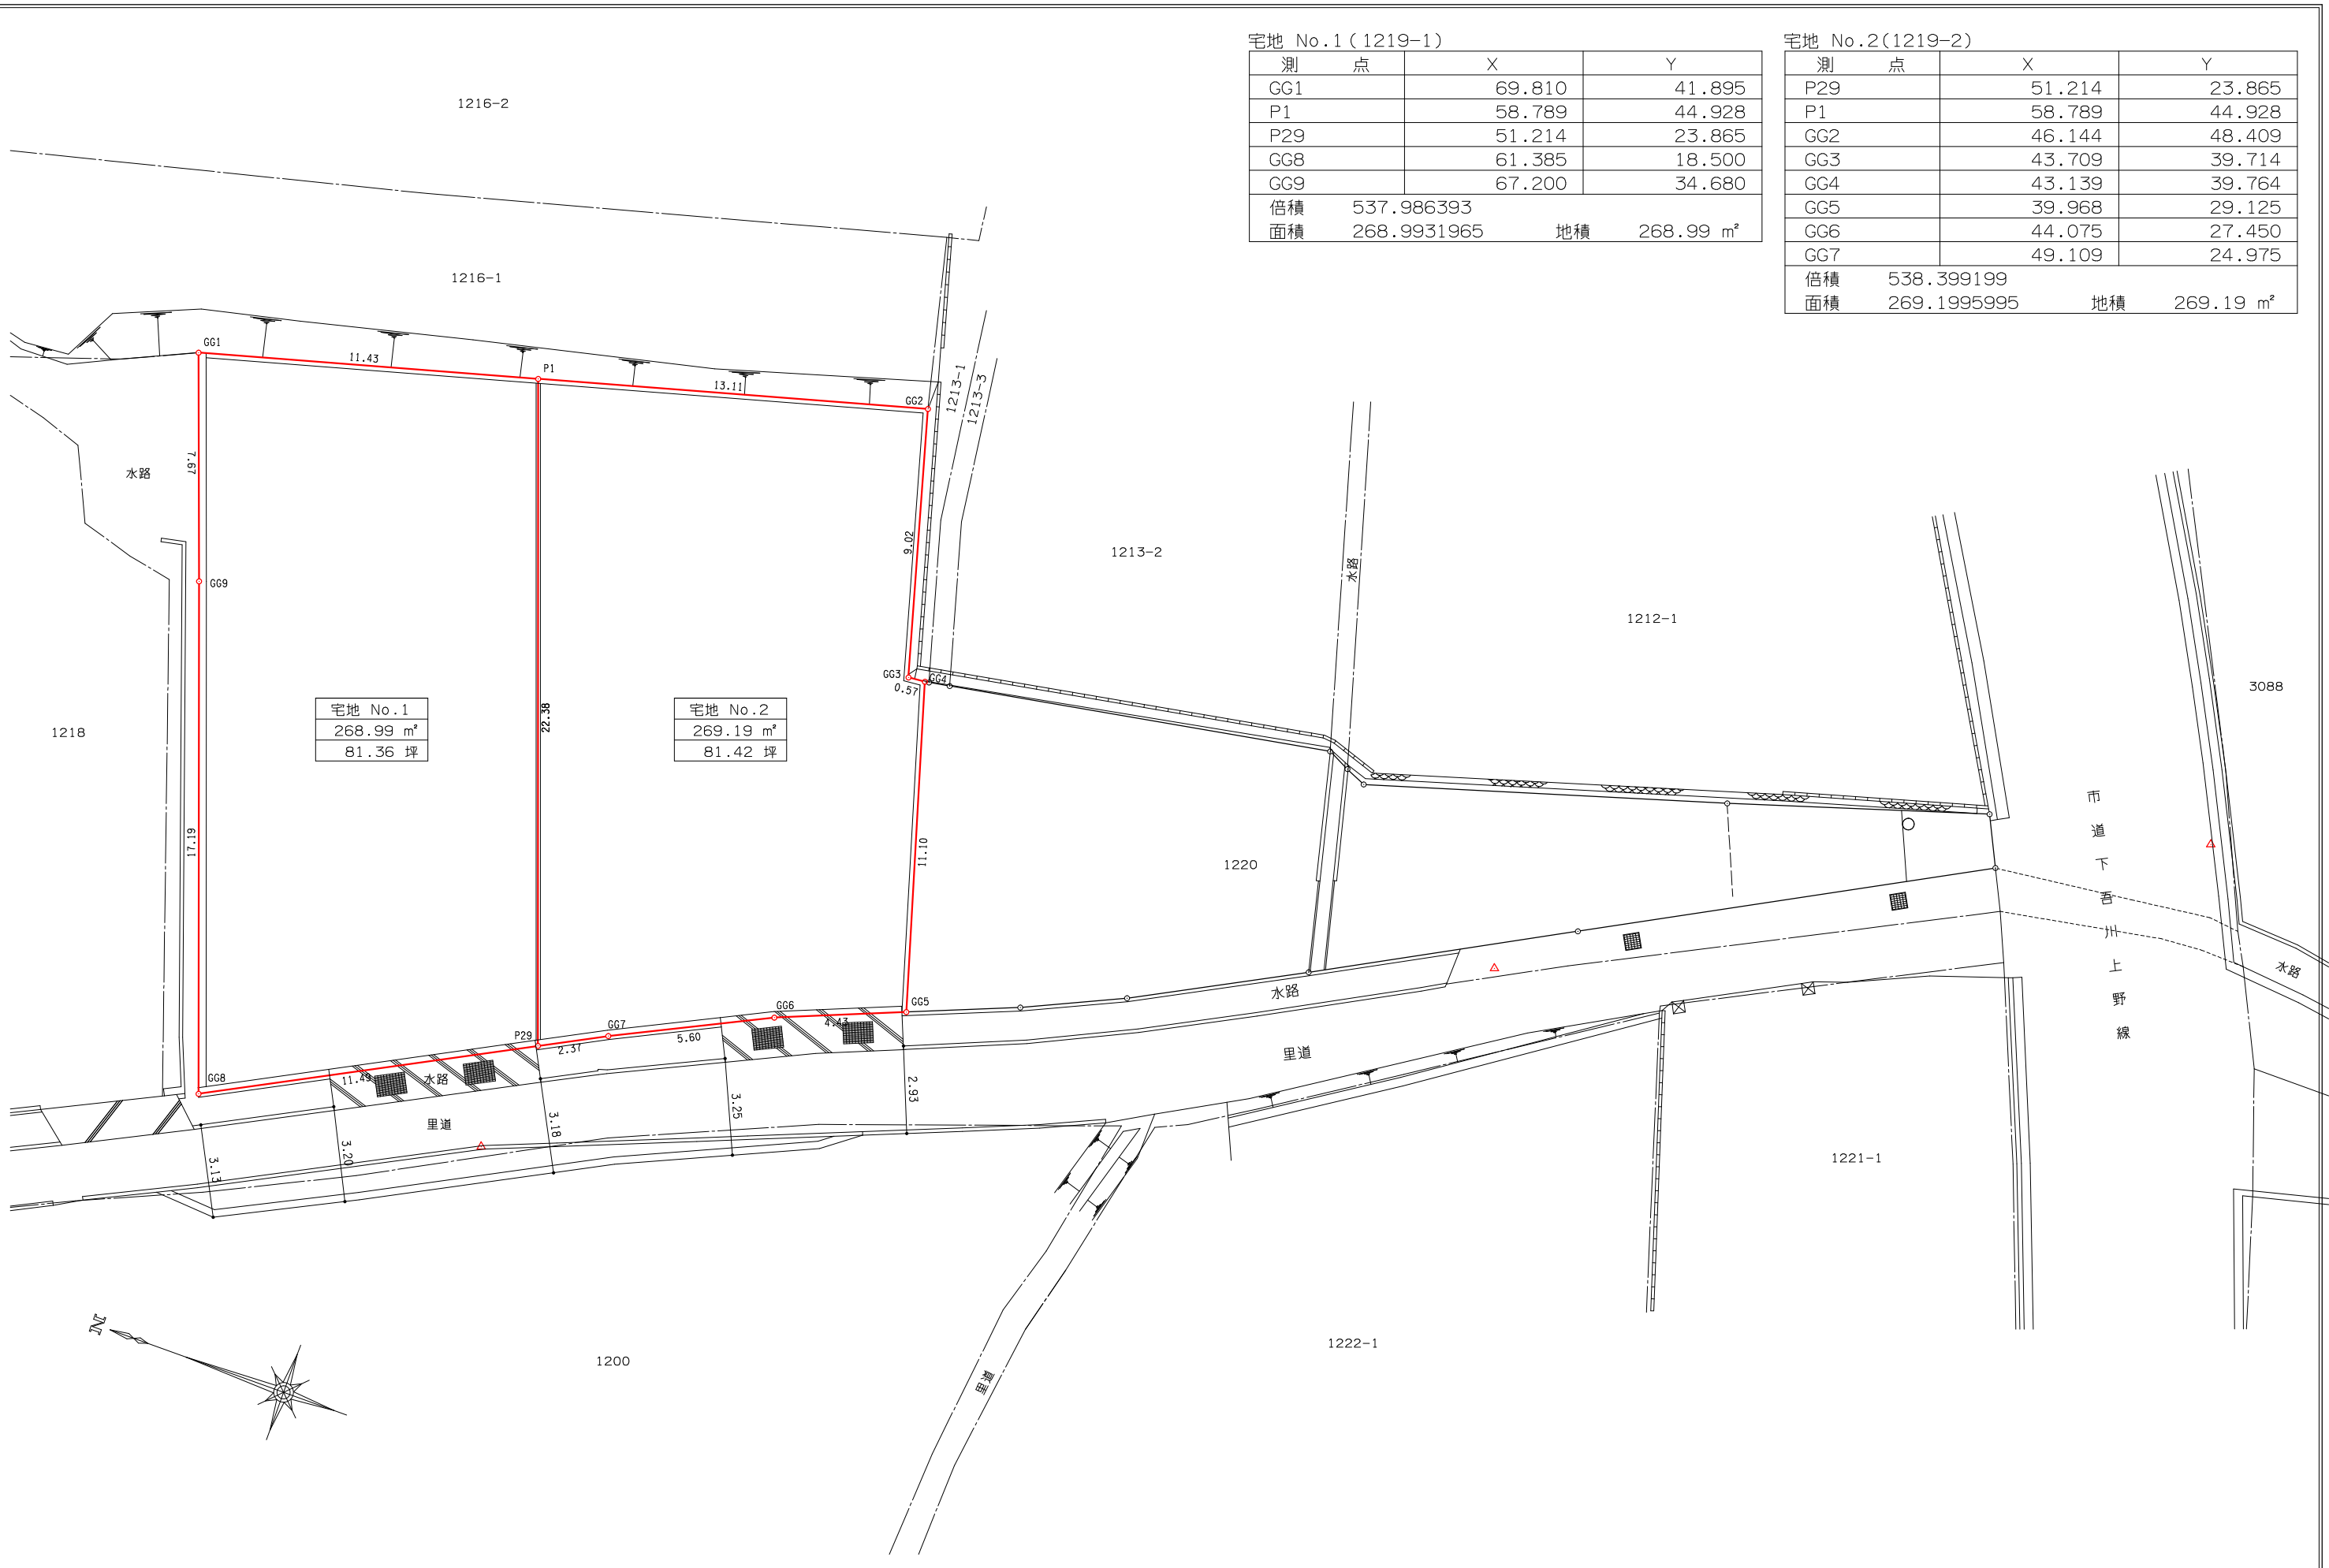 宅地 No.1(1219-1)
測 点 X Y
GG1 69.810 41.895
P1 58.789 44.928
P29 51.214 23.865
GG8 61.385 18.500
GG9 67.200 34.680
倍積 537.986393
面積 268.9931965 地積 268.99 ㎡
宅地 No.2(1219-2)
測 点 X Y
P29 51.214 23.865
P1 58.789 44.928
GG2 46.144 48.409
GG3 43.709 39.714
GG4 43.139 39.764
GG5 39.968 29.125
GG6 44.075 27.450
GG7 49.109 24.975
倍積 538.399199
面積 269.1995995 地積 269.19 ㎡
1216-2
1216-1
GG1
11.43
P1
13.11
GG2
1213-1
1213-3
7.67
水路
GG9
9.02
1213-2
水路
1212-1
3088
GG3
GG4
0.57
宅地 No.1
268.99 ㎡
81.36 坪
22.38
宅地 No.2
269.19 ㎡
81.42 坪
1218
17.19
11.10
1220
市道下吾川上野線
水路
GG8
11.49
水路
P29
2.37
GG7
5.60
GG6
4.43
GG5
水路
里道
里道
3.13
3.20
3.18
3.25
2.93
1221-1
N
1200
里道
1222-1